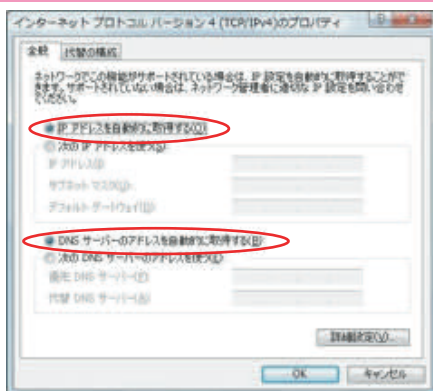 インターネット プロトコル バージョン 4 (TCP/IPv4)のプロパティ
全般 代替の構成
ネットワークでこの機能がサポートされている場合は、IP 設定を自動的に取得することがで
きます。サポートされていない場合は、ネットワーク管理者に適切な IP 設定を問い合わせ
てください。
IP アドレスを自動的に取得する(O)
次の IP アドレスを使う(S):
IP アドレス(I):
サブネット マスク(U):
デフォルト ゲートウェイ(D):
DNS サーバーのアドレスを自動的に取得する(B)
次の DNS サーバーのアドレスを使う(E):
優先 DNS サーバー(P):
代替 DNS サーバー(A):
詳細設定(V)...
OK キャンセル